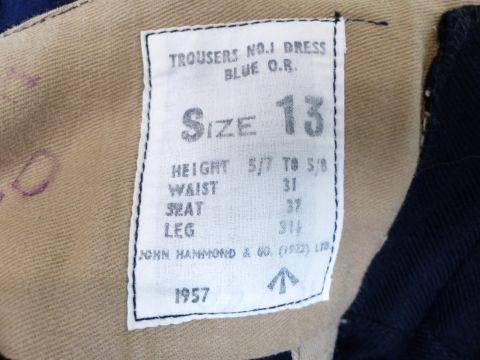 TROUSERS NO.1 DRESS
BLUE O.R.
SIZE 13
HEIGHT 5/7 TO 5/8
WAIST 31
SEAT 37
LEG 31½
JOHN HAMMOND & CO. (1922) LTD.
1957